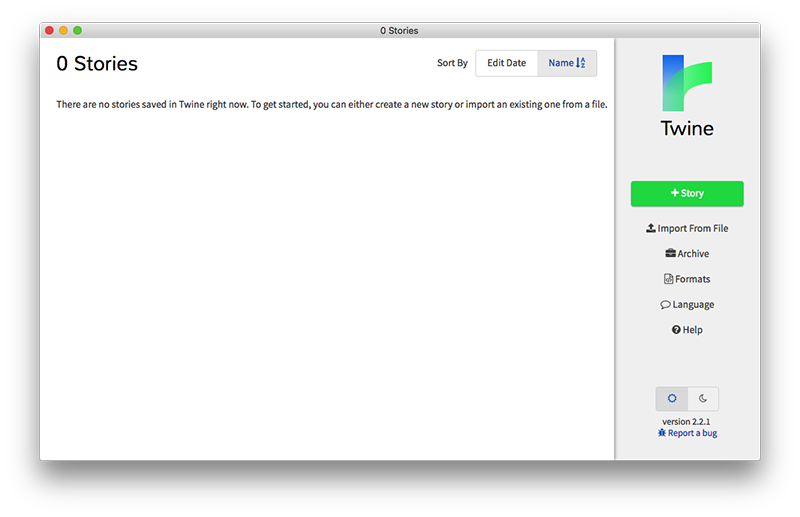 0 Stories
0 Stories
Sort By Edit Date Name
There are no stories saved in Twine right now. To get started, you can either create a new story or import an existing one from a file.
Twine
+ Story
Import From File
Archive
Formats
Language
Help
version 2.2.1
Report a bug